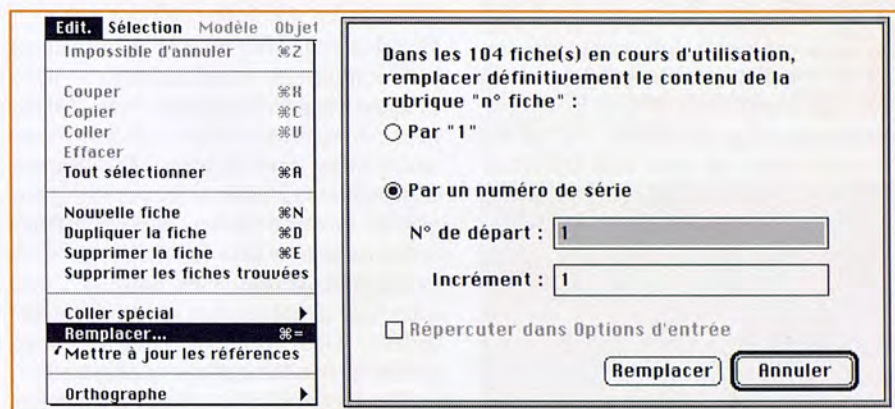 Edit. Sélection Modèle Objet
Impossible d'annuler ⌘Z
Couper ⌘X
Copier ⌘C
Coller ⌘V
Effacer
Tout sélectionner ⌘A
Nouvelle fiche ⌘N
Dupliquer la fiche ⌘D
Supprimer la fiche ⌘E
Supprimer les fiches trouvées
Coller spécial
Remplacer... ⌘=
Mettre à jour les références
Orthographe
Dans les 104 fiche(s) en cours d'utilisation,
remplacer définitivement le contenu de la
rubrique "n° fiche" :
Par "1"
Par un numéro de série
N° de départ : 1
Incrément : 1
Répercuter dans Options d'entrée
Remplacer Annuler